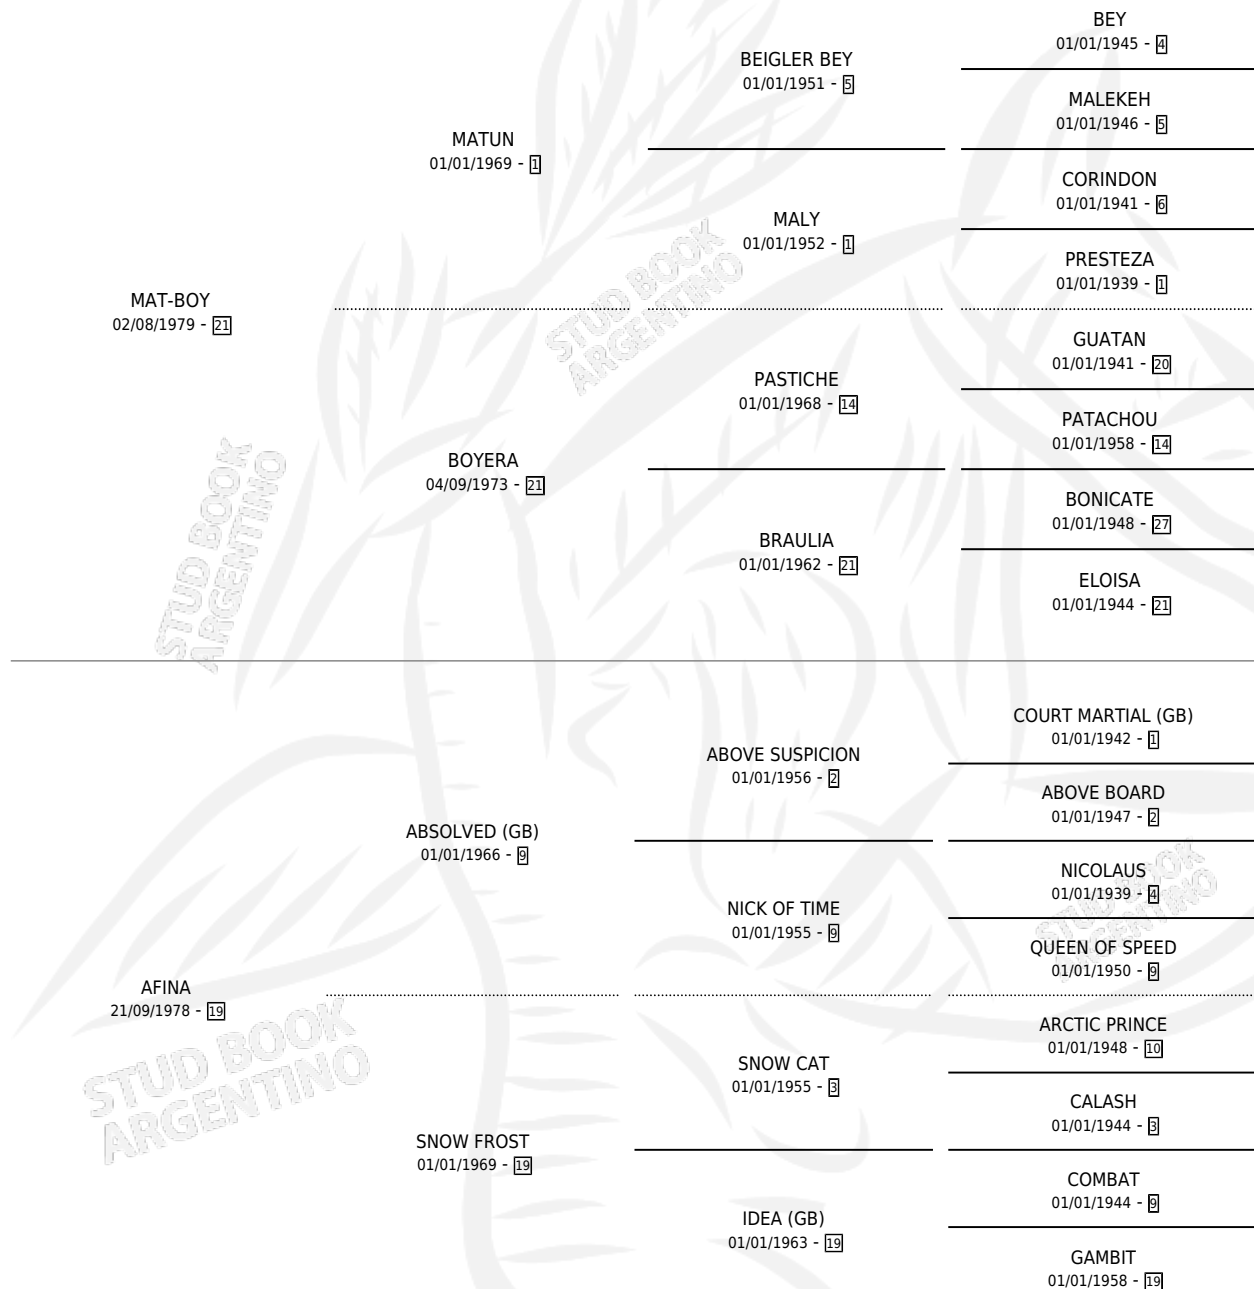 BEY
01/01/1945 - 4
BEIGLER BEY
01/01/1951 - 5
MALEKEH
01/01/1946 - 5
MATUN
01/01/1969 - 1
CORINDON
01/01/1941 - 6
MALY
01/01/1952 - 1
PRESTEZA
01/01/1939 - 1
MAT-BOY
02/08/1979 - 21
GUATAN
01/01/1941 - 20
PASTICHE
01/01/1968 - 14
PATACHOU
01/01/1958 - 14
BOYERA
04/09/1973 - 21
BONICATE
01/01/1948 - 27
BRAULIA
01/01/1962 - 21
ELOISA
01/01/1944 - 21
COURT MARTIAL (GB)
01/01/1942 - 1
ABOVE SUSPICION
01/01/1956 - 2
ABOVE BOARD
01/01/1947 - 2
ABSOLVED (GB)
01/01/1966 - 9
NICOLAUS
01/01/1939 - 4
NICK OF TIME
01/01/1955 - 9
QUEEN OF SPEED
01/01/1950 - 9
AFINA
21/09/1978 - 19
ARCTIC PRINCE
01/01/1948 - 10
SNOW CAT
01/01/1955 - 3
CALASH
01/01/1944 - 3
SNOW FROST
01/01/1969 - 19
COMBAT
01/01/1944 - 9
IDEA (GB)
01/01/1963 - 19
GAMBIT
01/01/1958 - 19
STUD BOOK
ARGENTINO
STUD BOOK
ARGENTINO
STUD BOOK
ARGENTINO
STUD BOOK
ARGENTINO